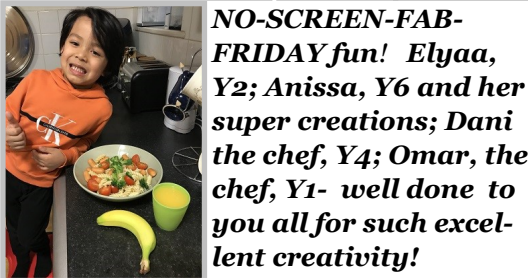 NO-SCREEN-FAB-
FRIDAY fun!   Elyaa,
Y2; Anissa, Y6 and her
super creations; Dani
the chef, Y4; Omar, the
chef, Y1-  well done  to
you all for such excel-
lent creativity!
CK